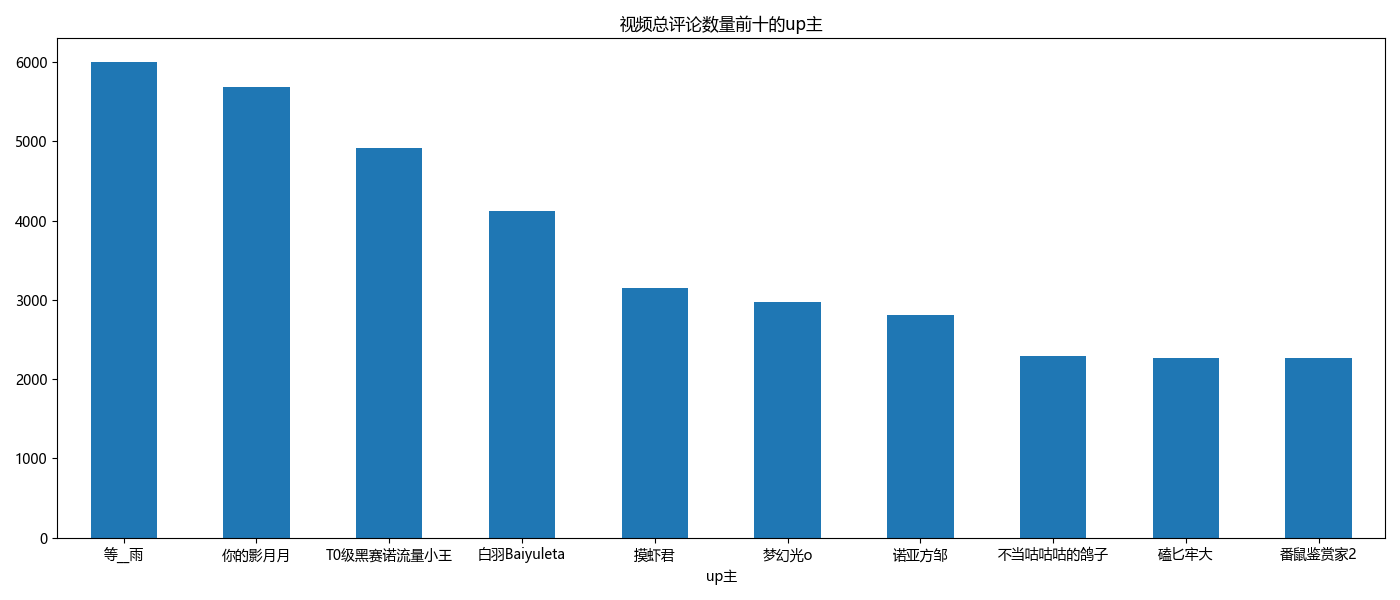 视频总评论数量前十的up主
6000
5000
4000
3000
2000
1000
0
等__雨
你的影月月
T0级黑赛诺流量小王
白羽Baiyuleta
摸虾君
梦幻光o
诺亚方邹
不当咕咕咕的鸽子
磕匕牢大
番鼠鉴赏家2
up主